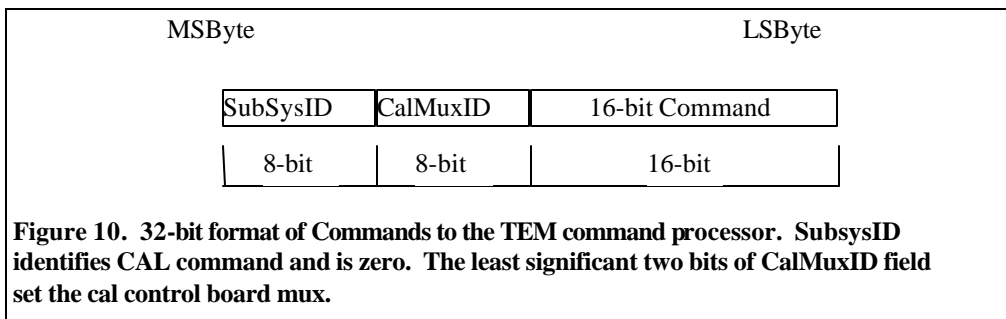 MSByte LSByte
SubSysID CalMuxID 16-bit Command
8-bit 8-bit 16-bit
Figure 10. 32-bit format of Commands to the TEM command processor. SubsysID
identifies CAL command and is zero. The least significant two bits of CalMuxID field
set the cal control board mux.